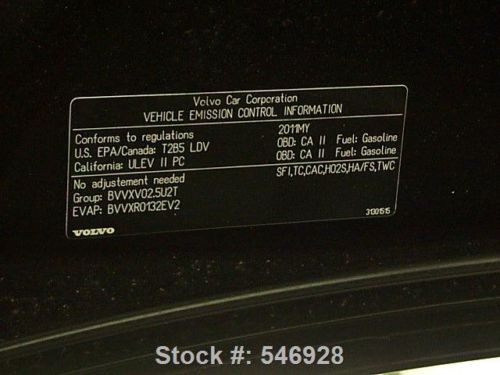 Volvo Car Corporation
VEHICLE EMISSION CONTROL INFORMATION
Conforms to regulations 2011MY
U.S. EPA/Canada: T2B5 LDV OBD: CA II Fuel: Gasoline
California: ULEV II PC OBD: CA II Fuel: Gasoline
No adjustement needed SFI,TC,CAC,HO2S,HA/FS,TWC
Group: BVVXV02.5U2T
EVAP: BVVXR0132EV2
VOLVO 31301515
Stock #: 546928